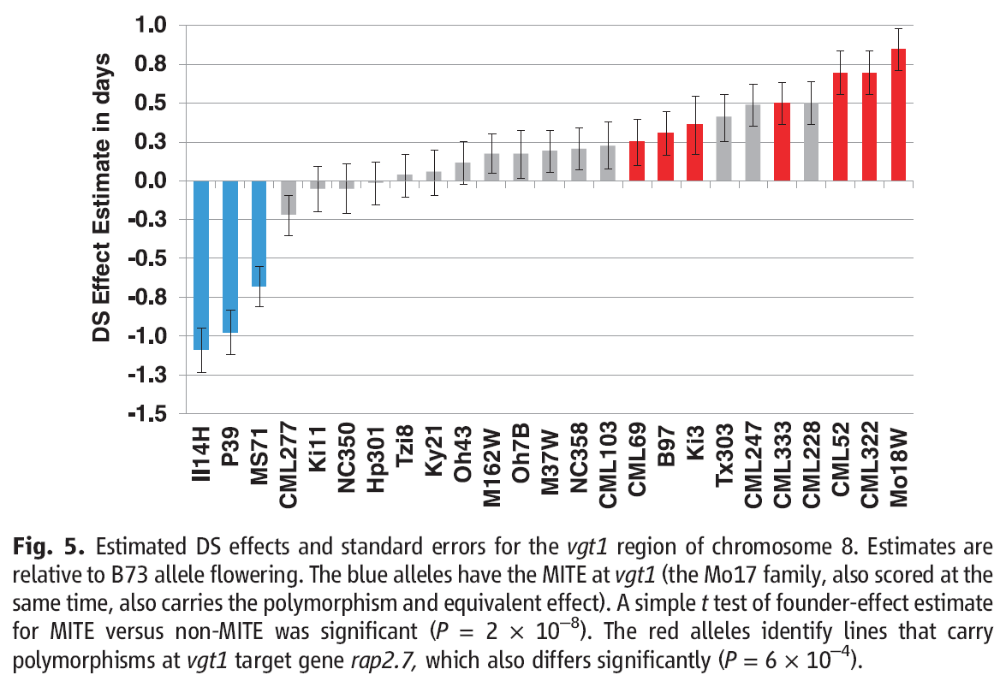 1.0
0.8
0.5
0.3
0.0
-0.3
-0.5
-0.8
-1.0
-1.3
-1.5
DS Effect Estimate in days
Il14H
P39
MS71
CML277
Ki11
NC350
Hp301
Tzi8
Ky21
Oh43
M162W
Oh7B
M37W
NC358
CML103
CML69
B97
Ki3
Tx303
CML247
CML333
CML228
CML52
CML322
Mo18W
Fig. 5. Estimated DS effects and standard errors for the vgt1 region of chromosome 8. Estimates are
relative to B73 allele flowering. The blue alleles have the MITE at vgt1 (the Mo17 family, also scored at the
same time, also carries the polymorphism and equivalent effect). A simple t test of founder-effect estimate
for MITE versus non-MITE was significant (P = 2 × 10⁻⁸). The red alleles identify lines that carry
polymorphisms at vgt1 target gene rap2.7, which also differs significantly (P = 6 × 10⁻⁴).